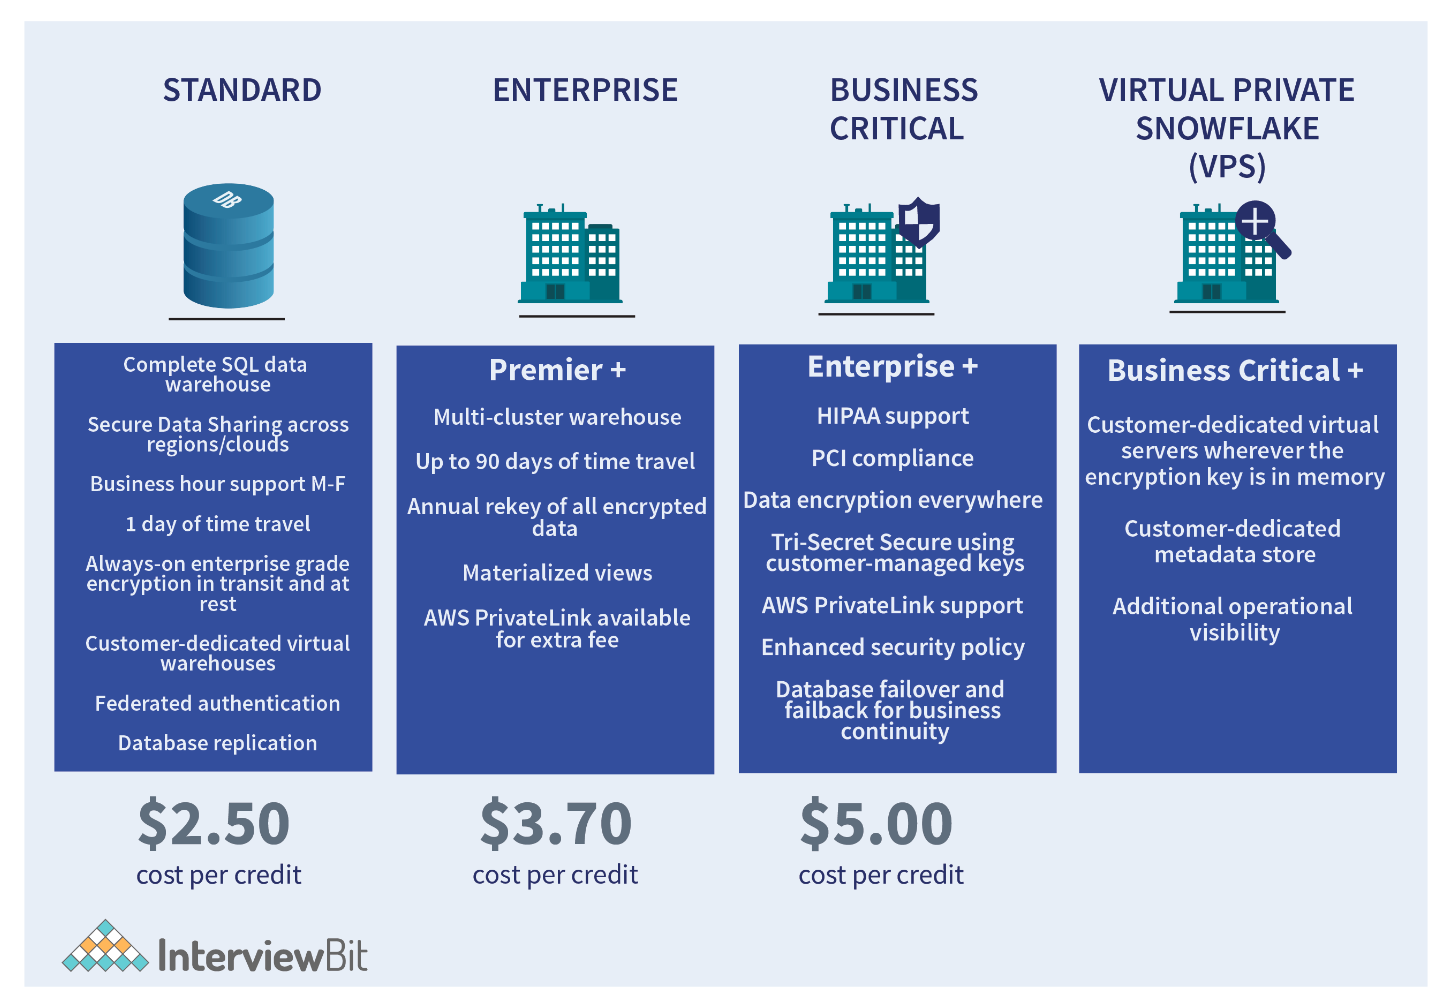 STANDARD
DB
Complete SQL data
warehouse
Secure Data Sharing across
regions/clouds
Business hour support M-F
1 day of time travel
Always-on enterprise grade
encryption in transit and at
rest
Customer-dedicated virtual
warehouses
Federated authentication
Database replication
$2.50
cost per credit
ENTERPRISE
Premier +
Multi-cluster warehouse
Up to 90 days of time travel
Annual rekey of all encrypted
data
Materialized views
AWS PrivateLink available
for extra fee
$3.70
cost per credit
BUSINESS
CRITICAL
Enterprise +
HIPAA support
PCI compliance
Data encryption everywhere
Tri-Secret Secure using
customer-managed keys
AWS PrivateLink support
Enhanced security policy
Database failover and
failback for business
continuity
$5.00
cost per credit
VIRTUAL PRIVATE
SNOWFLAKE
(VPS)
Business Critical +
Customer-dedicated virtual
servers wherever the
encryption key is in memory
Customer-dedicated
metadata store
Additional operational
visibility
InterviewBit